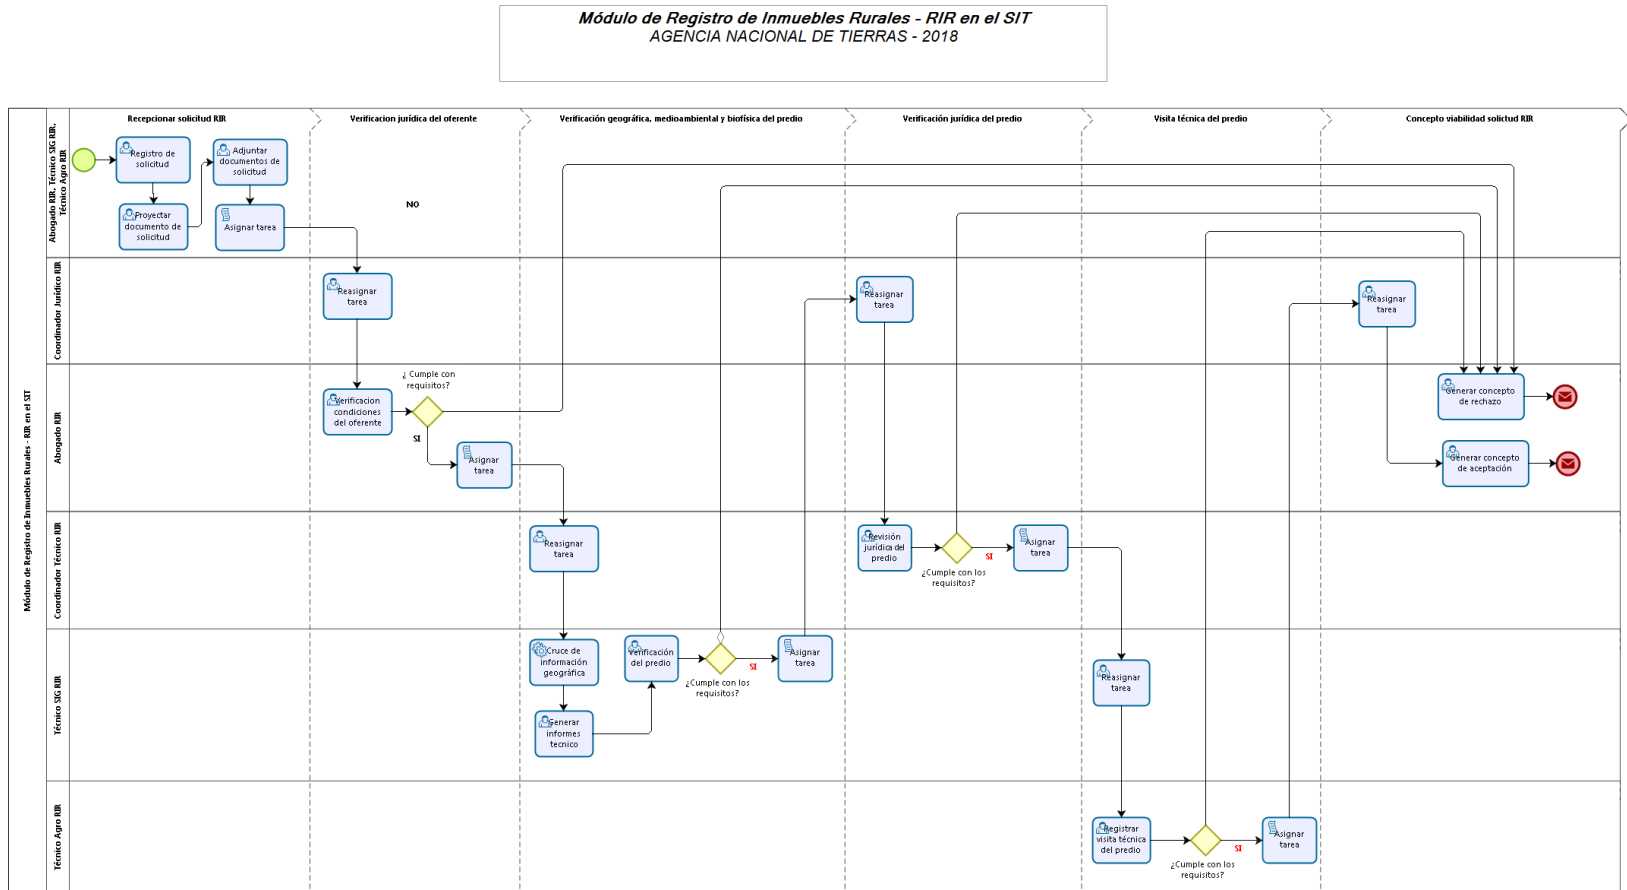 Módulo de Registro de Inmuebles Rurales - RIR en el SIT
AGENCIA NACIONAL DE TIERRAS - 2018
Módulo de Registro de Inmuebles Rurales - RIR en el SIT
Recepcionar solicitud RIR
Verificacion jurídica del oferente
Verificación geográfica, medioambiental y biofísica del predio
Verificación jurídica del predio
Visita técnica del predio
Concepto viabilidad solictud RIR
Abogado RIR, Técnico SIG RIR,
Técnico Agro RIR
Registro de
solicitud
Adjuntar
documentos de
solicitud
Proyectar
documento de
solicitud
Asignar tarea
NO
Coordinador Jurídico RIR
Reasignar
tarea
Reasignar
tarea
Reasignar
tarea
Abogado RIR
Verificacion
condiciones
del oferente
¿ Cumple con
requisitos?
SI
Asignar
tarea
Generar concepto
de rechazo
Generar concepto
de aceptación
Coordinador Técnico RIR
Reasignar
tarea
Revisión
jurídica del
predio
¿Cumple con los
requisitos?
SI
Asignar
tarea
Técnico SIG RIR
Cruce de
información
geográfica
Generar
informes
tecnico
Verificación
del predio
¿Cumple con los
requisitos?
SI
Asignar
tarea
Reasignar
tarea
Técnico Agro RIR
Registrar
visita técnica
del predio
¿Cumple con los
requisitos?
SI
Asignar
tarea